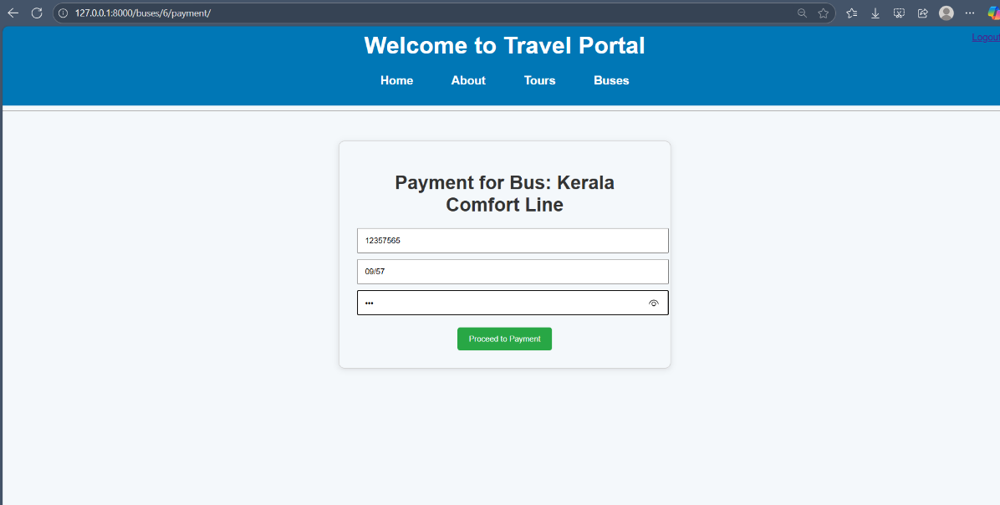 127.0.0.1:8000/buses/6/payment/
Welcome to Travel Portal
Logout
Home About Tours Buses
Payment for Bus: Kerala
Comfort Line
12357565
09/57
•••
Proceed to Payment